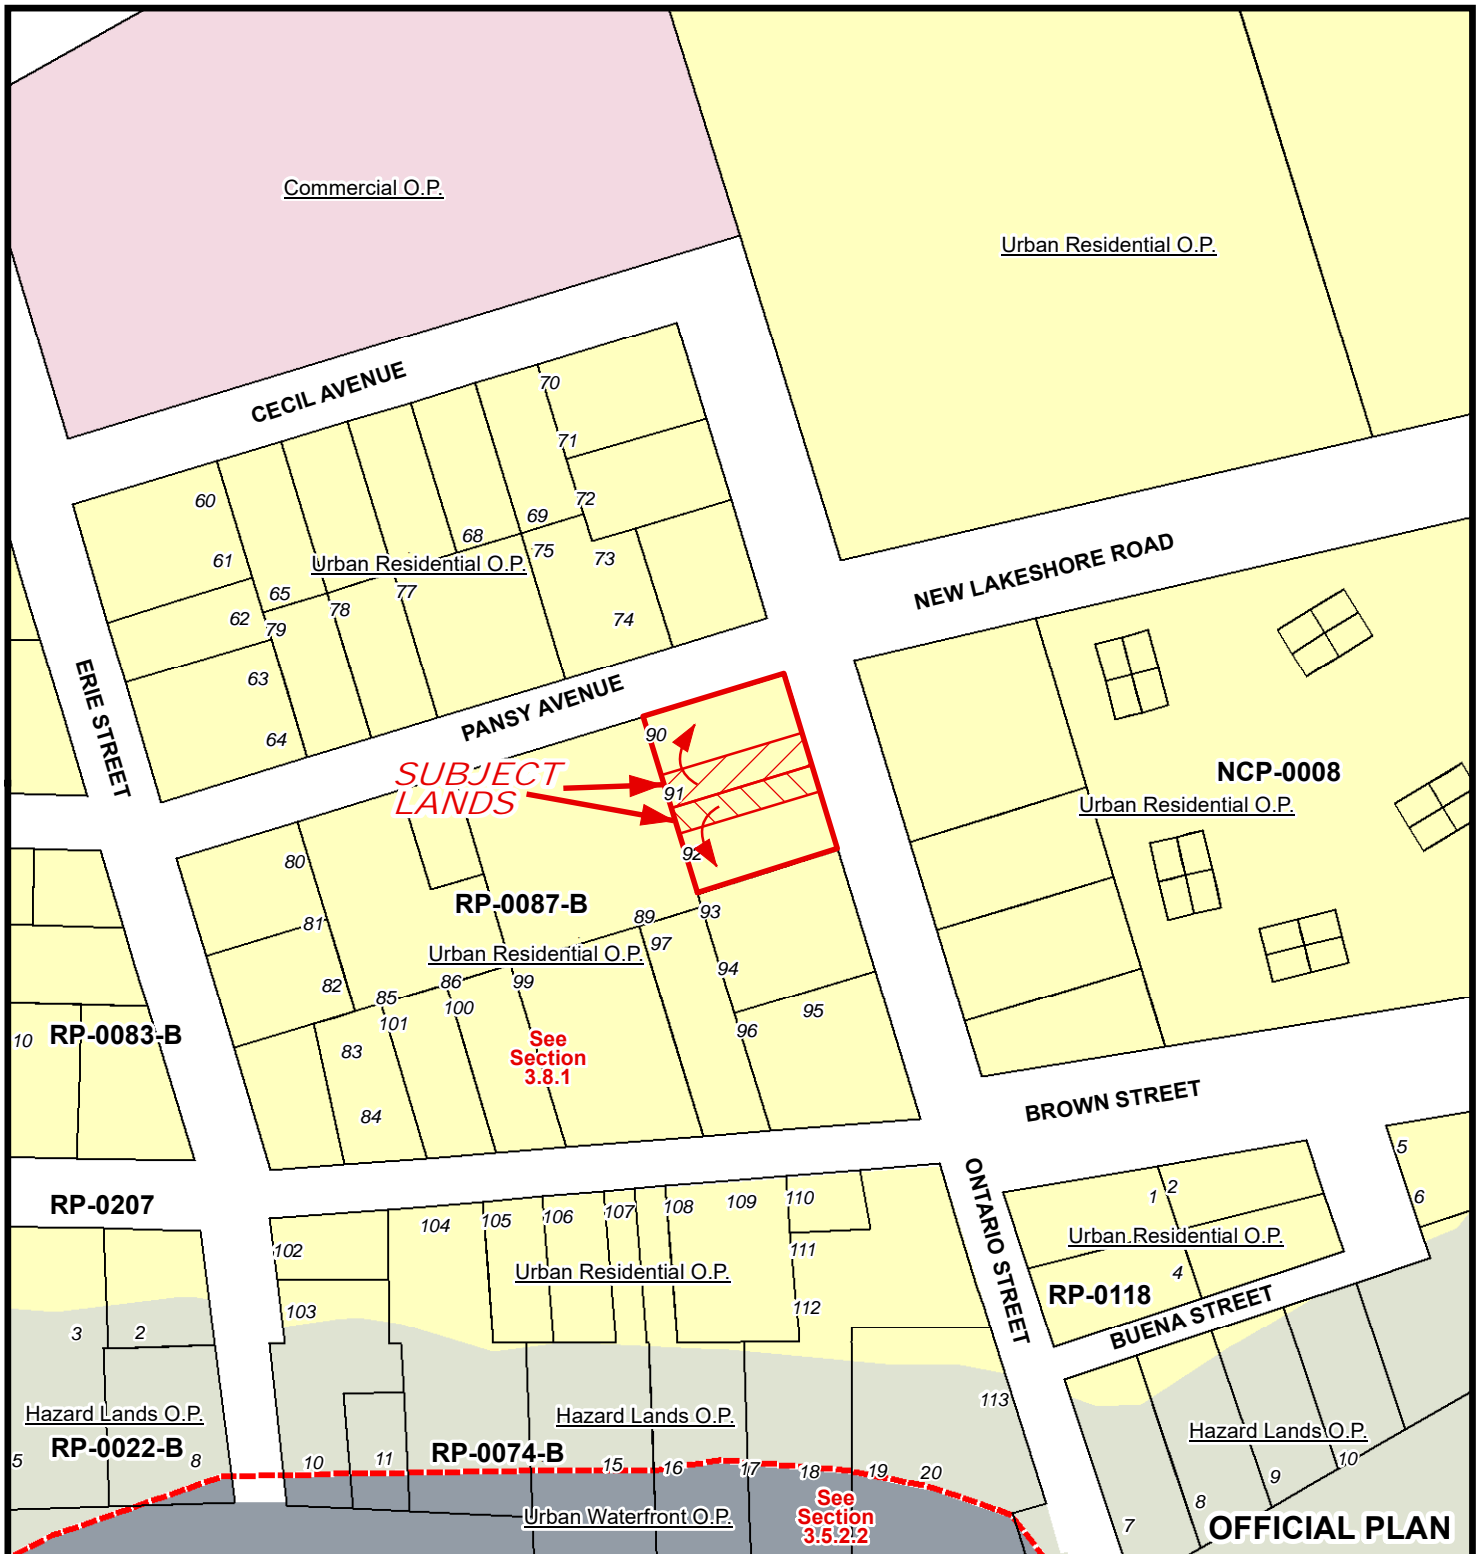 Commercial O.P.
Urban Residential O.P.
CECIL AVENUE
70
71
72
60
69
68
75
73
61
Urban Residential O.P.
65
77
78
62
79
74
63
64
NEW LAKESHORE ROAD
ERIE STREET
PANSY AVENUE
90
SUBJECT
LANDS
91
92
NCP-0008
Urban Residential O.P.
80
81
82
RP-0087-B
89
93
97
Urban Residential O.P.
94
99
86
85
100
101
95
96
10
RP-0083-B
83
84
See
Section
3.8.1
BROWN STREET
RP-0207
102
103
104
105
106
107
108
109
110
111
112
Urban Residential O.P.
ONTARIO STREET
1
2
5
6
Urban Residential O.P.
4
RP-0118
BUENA STREET
3
2
113
Hazard Lands O.P.
RP-0022-B
5
8
10
11
RP-0074-B
Hazard Lands O.P.
15
16
17
18
19
20
See
Section
3.5.2.2
Urban Waterfront O.P.
Hazard Lands O.P.
10
9
8
7
OFFICIAL PLAN